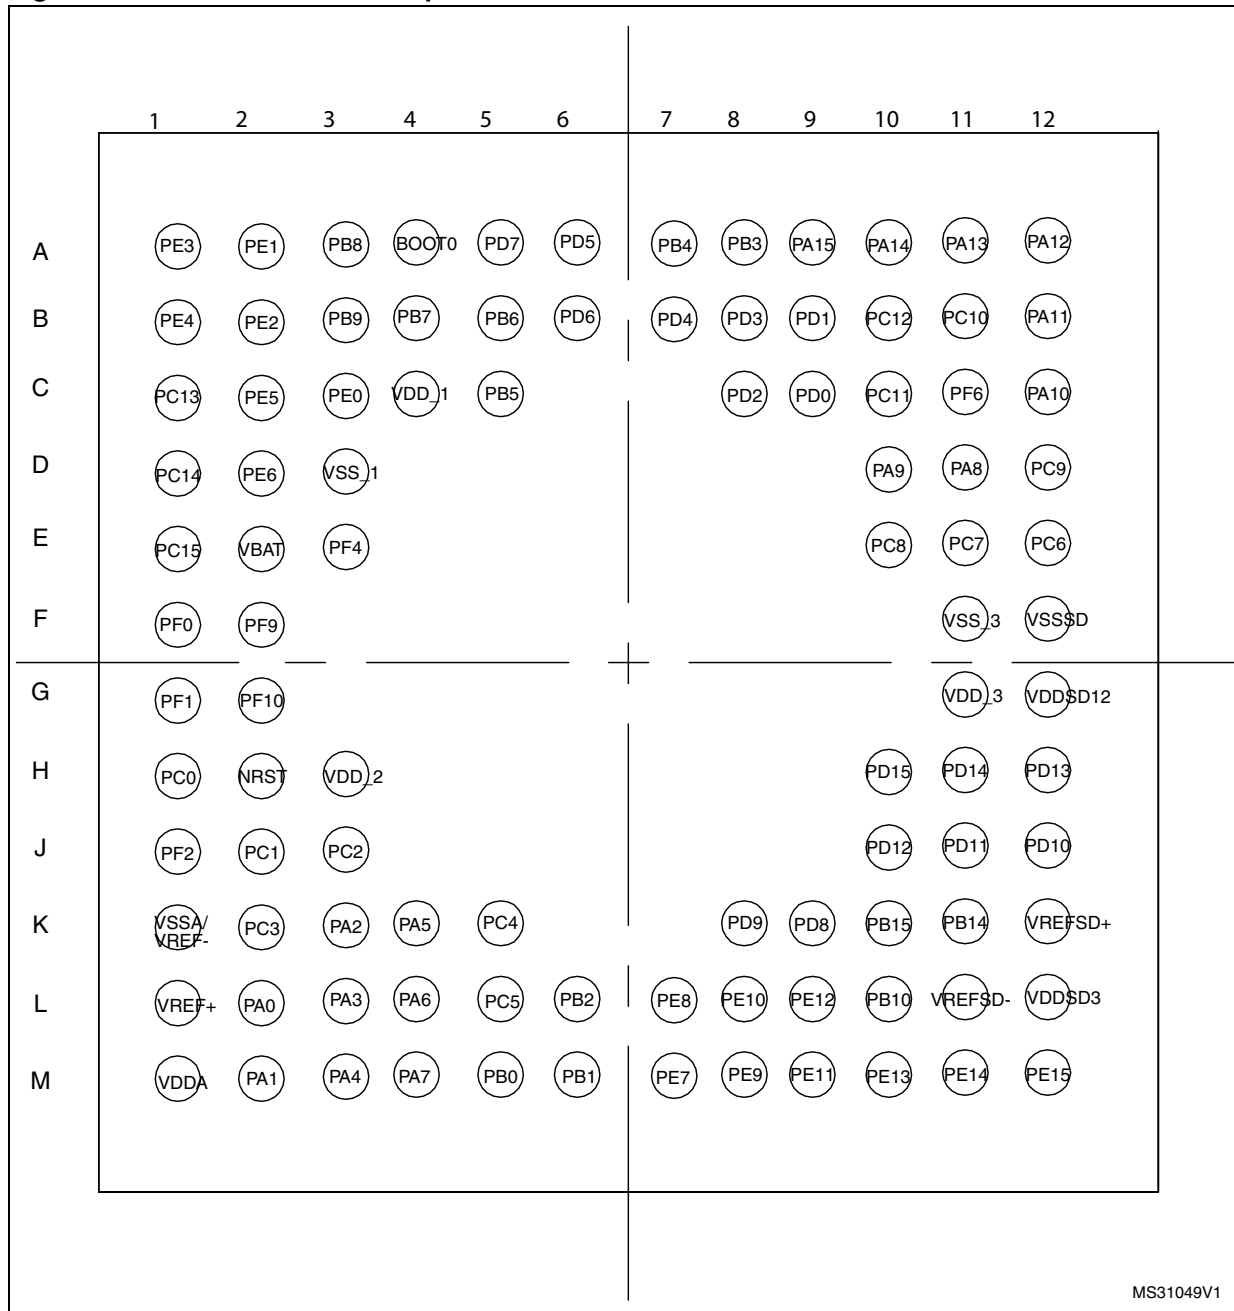 1 2 3 4 5 6 7 8 9 10 11 12
A PE3 PE1 PB8 BOOT0 PD7 PD5 PB4 PB3 PA15 PA14 PA13 PA12
B PE4 PE2 PB9 PB7 PB6 PD6 PD4 PD3 PD1 PC12 PC10 PA11
C PC13 PE5 PE0 VDD_1 PB5 PD2 PD0 PC11 PF6 PA10
D PC14 PE6 VSS_1 PA9 PA8 PC9
E PC15 VBAT PF4 PC8 PC7 PC6
F PF0 PF9 VSS_3 VSSSD
G PF1 PF10 VDD_3 VDDSD12
H PC0 NRST VDD_2 PD15 PD14 PD13
J PF2 PC1 PC2 PD12 PD11 PD10
K VSSA/ VREF- PC3 PA2 PA5 PC4 PD9 PD8 PB15 PB14 VREFSD+
L VREF+ PA0 PA3 PA6 PC5 PB2 PE8 PE10 PE12 PB10 VREFSD- VDDSD3
M VDDA PA1 PA4 PA7 PB0 PB1 PE7 PE9 PE11 PE13 PE14 PE15
MS31049V1